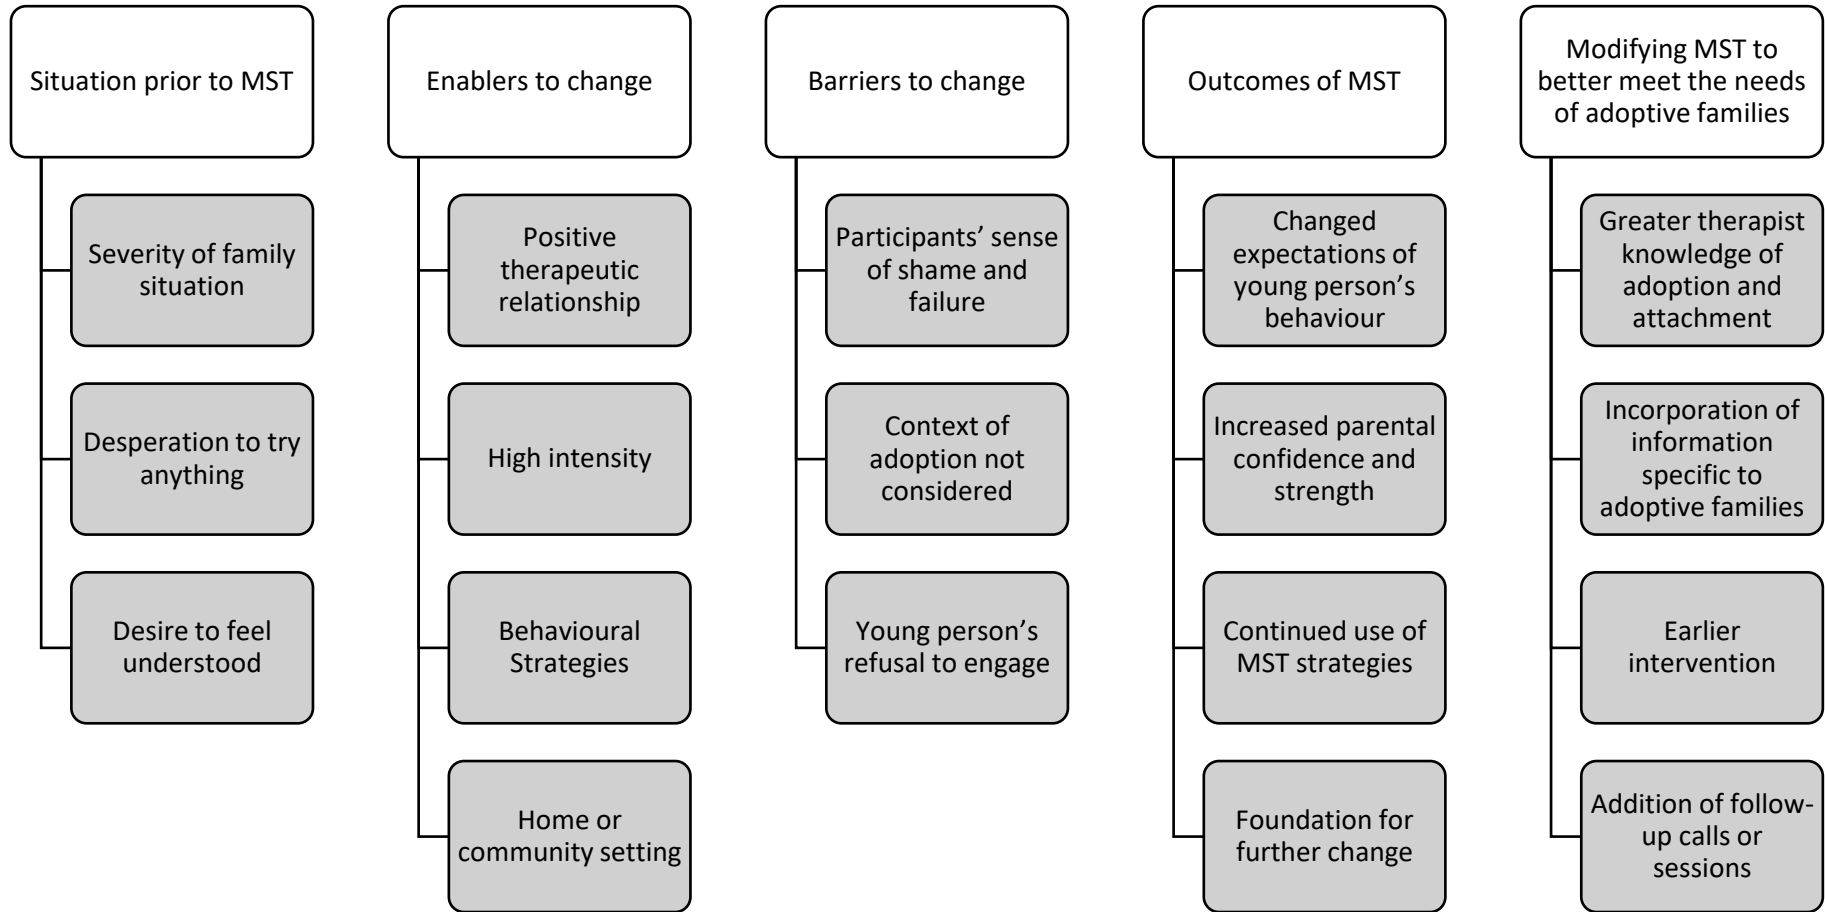 Situation prior to MST
Severity of family
situation
Desperation to try
anything
Desire to feel
understood
Enablers to change
Positive
therapeutic
relationship
High intensity
Behavioural
Strategies
Home or
community setting
Barriers to change
Participants’ sense
of shame and
failure
Context of
adoption not
considered
Young person’s
refusal to engage
Outcomes of MST
Changed
expectations of
young person’s
behaviour
Increased parental
confidence and
strength
Continued use of
MST strategies
Foundation for
further change
Modifying MST to
better meet the needs
of adoptive families
Greater therapist
knowledge of
adoption and
attachment
Incorporation of
information
specific to
adoptive families
Earlier
intervention
Addition of follow-
up calls or
sessions